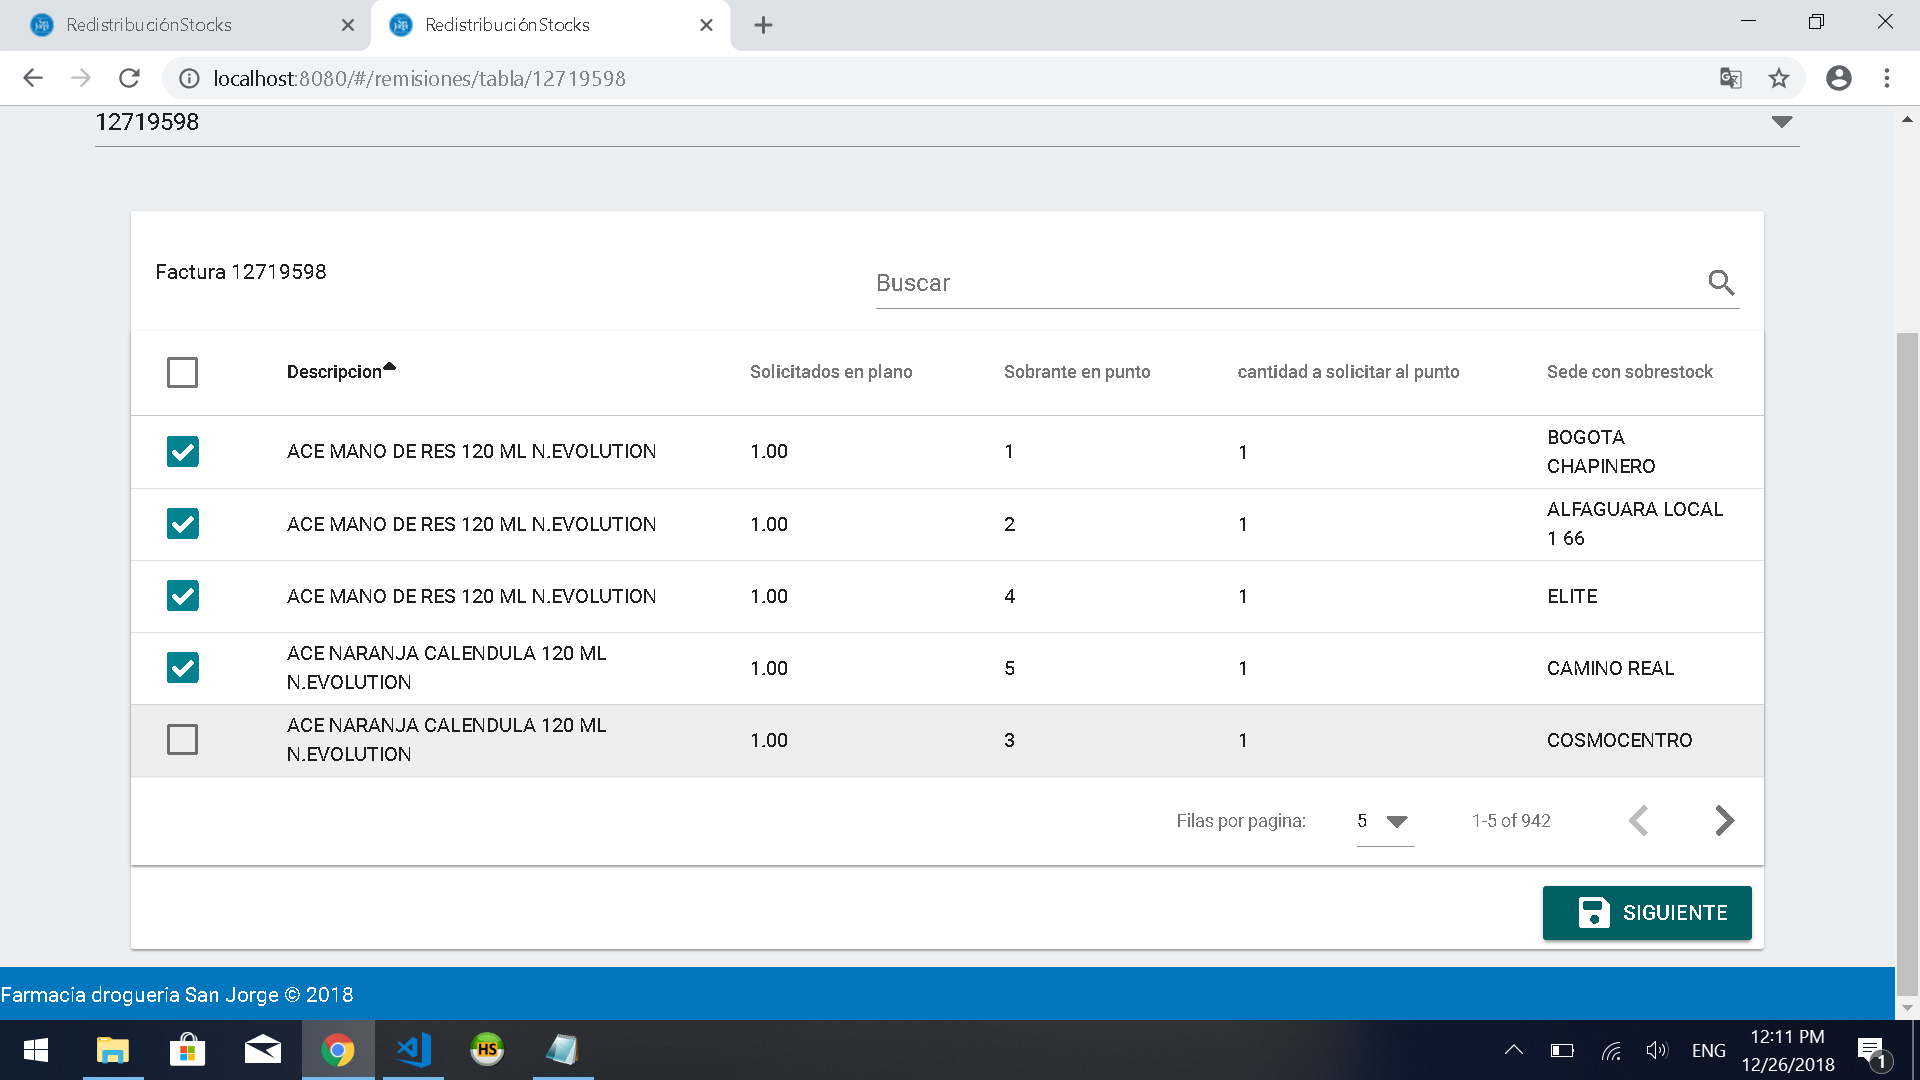 RedistribuciónStocks
RedistribuciónStocks
localhost:8080/#/remisiones/tabla/12719598
12719598
Factura 12719598
Buscar
Descripcion Solicitados en plano Sobrante en punto cantidad a solicitar al punto Sede con sobrestock
ACE MANO DE RES 120 ML N.EVOLUTION 1.00 1 1 BOGOTA
CHAPINERO
ACE MANO DE RES 120 ML N.EVOLUTION 1.00 2 1 ALFAGUARA LOCAL
1 66
ACE MANO DE RES 120 ML N.EVOLUTION 1.00 4 1 ELITE
ACE NARANJA CALENDULA 120 ML
N.EVOLUTION 1.00 5 1 CAMINO REAL
ACE NARANJA CALENDULA 120 ML
N.EVOLUTION 1.00 3 1 COSMOCENTRO
Filas por pagina: 5 1-5 of 942
SIGUIENTE
Farmacia drogueria San Jorge © 2018
HS
ENG
12:11 PM
12/26/2018
1